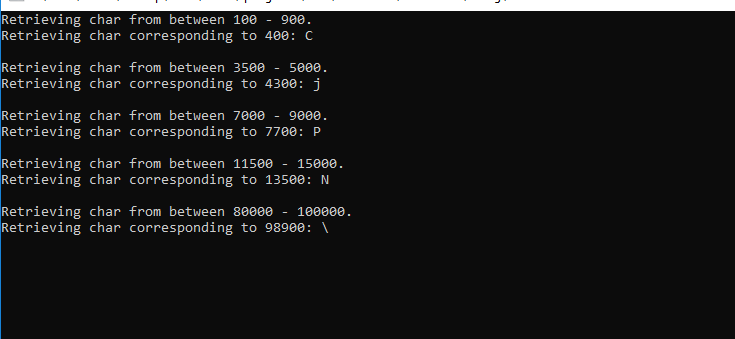 Retrieving char from between 100 - 900.
Retrieving char corresponding to 400: C
Retrieving char from between 3500 - 5000.
Retrieving char corresponding to 4300: j
Retrieving char from between 7000 - 9000.
Retrieving char corresponding to 7700: P
Retrieving char from between 11500 - 15000.
Retrieving char corresponding to 13500: N
Retrieving char from between 80000 - 100000.
Retrieving char corresponding to 98900: \